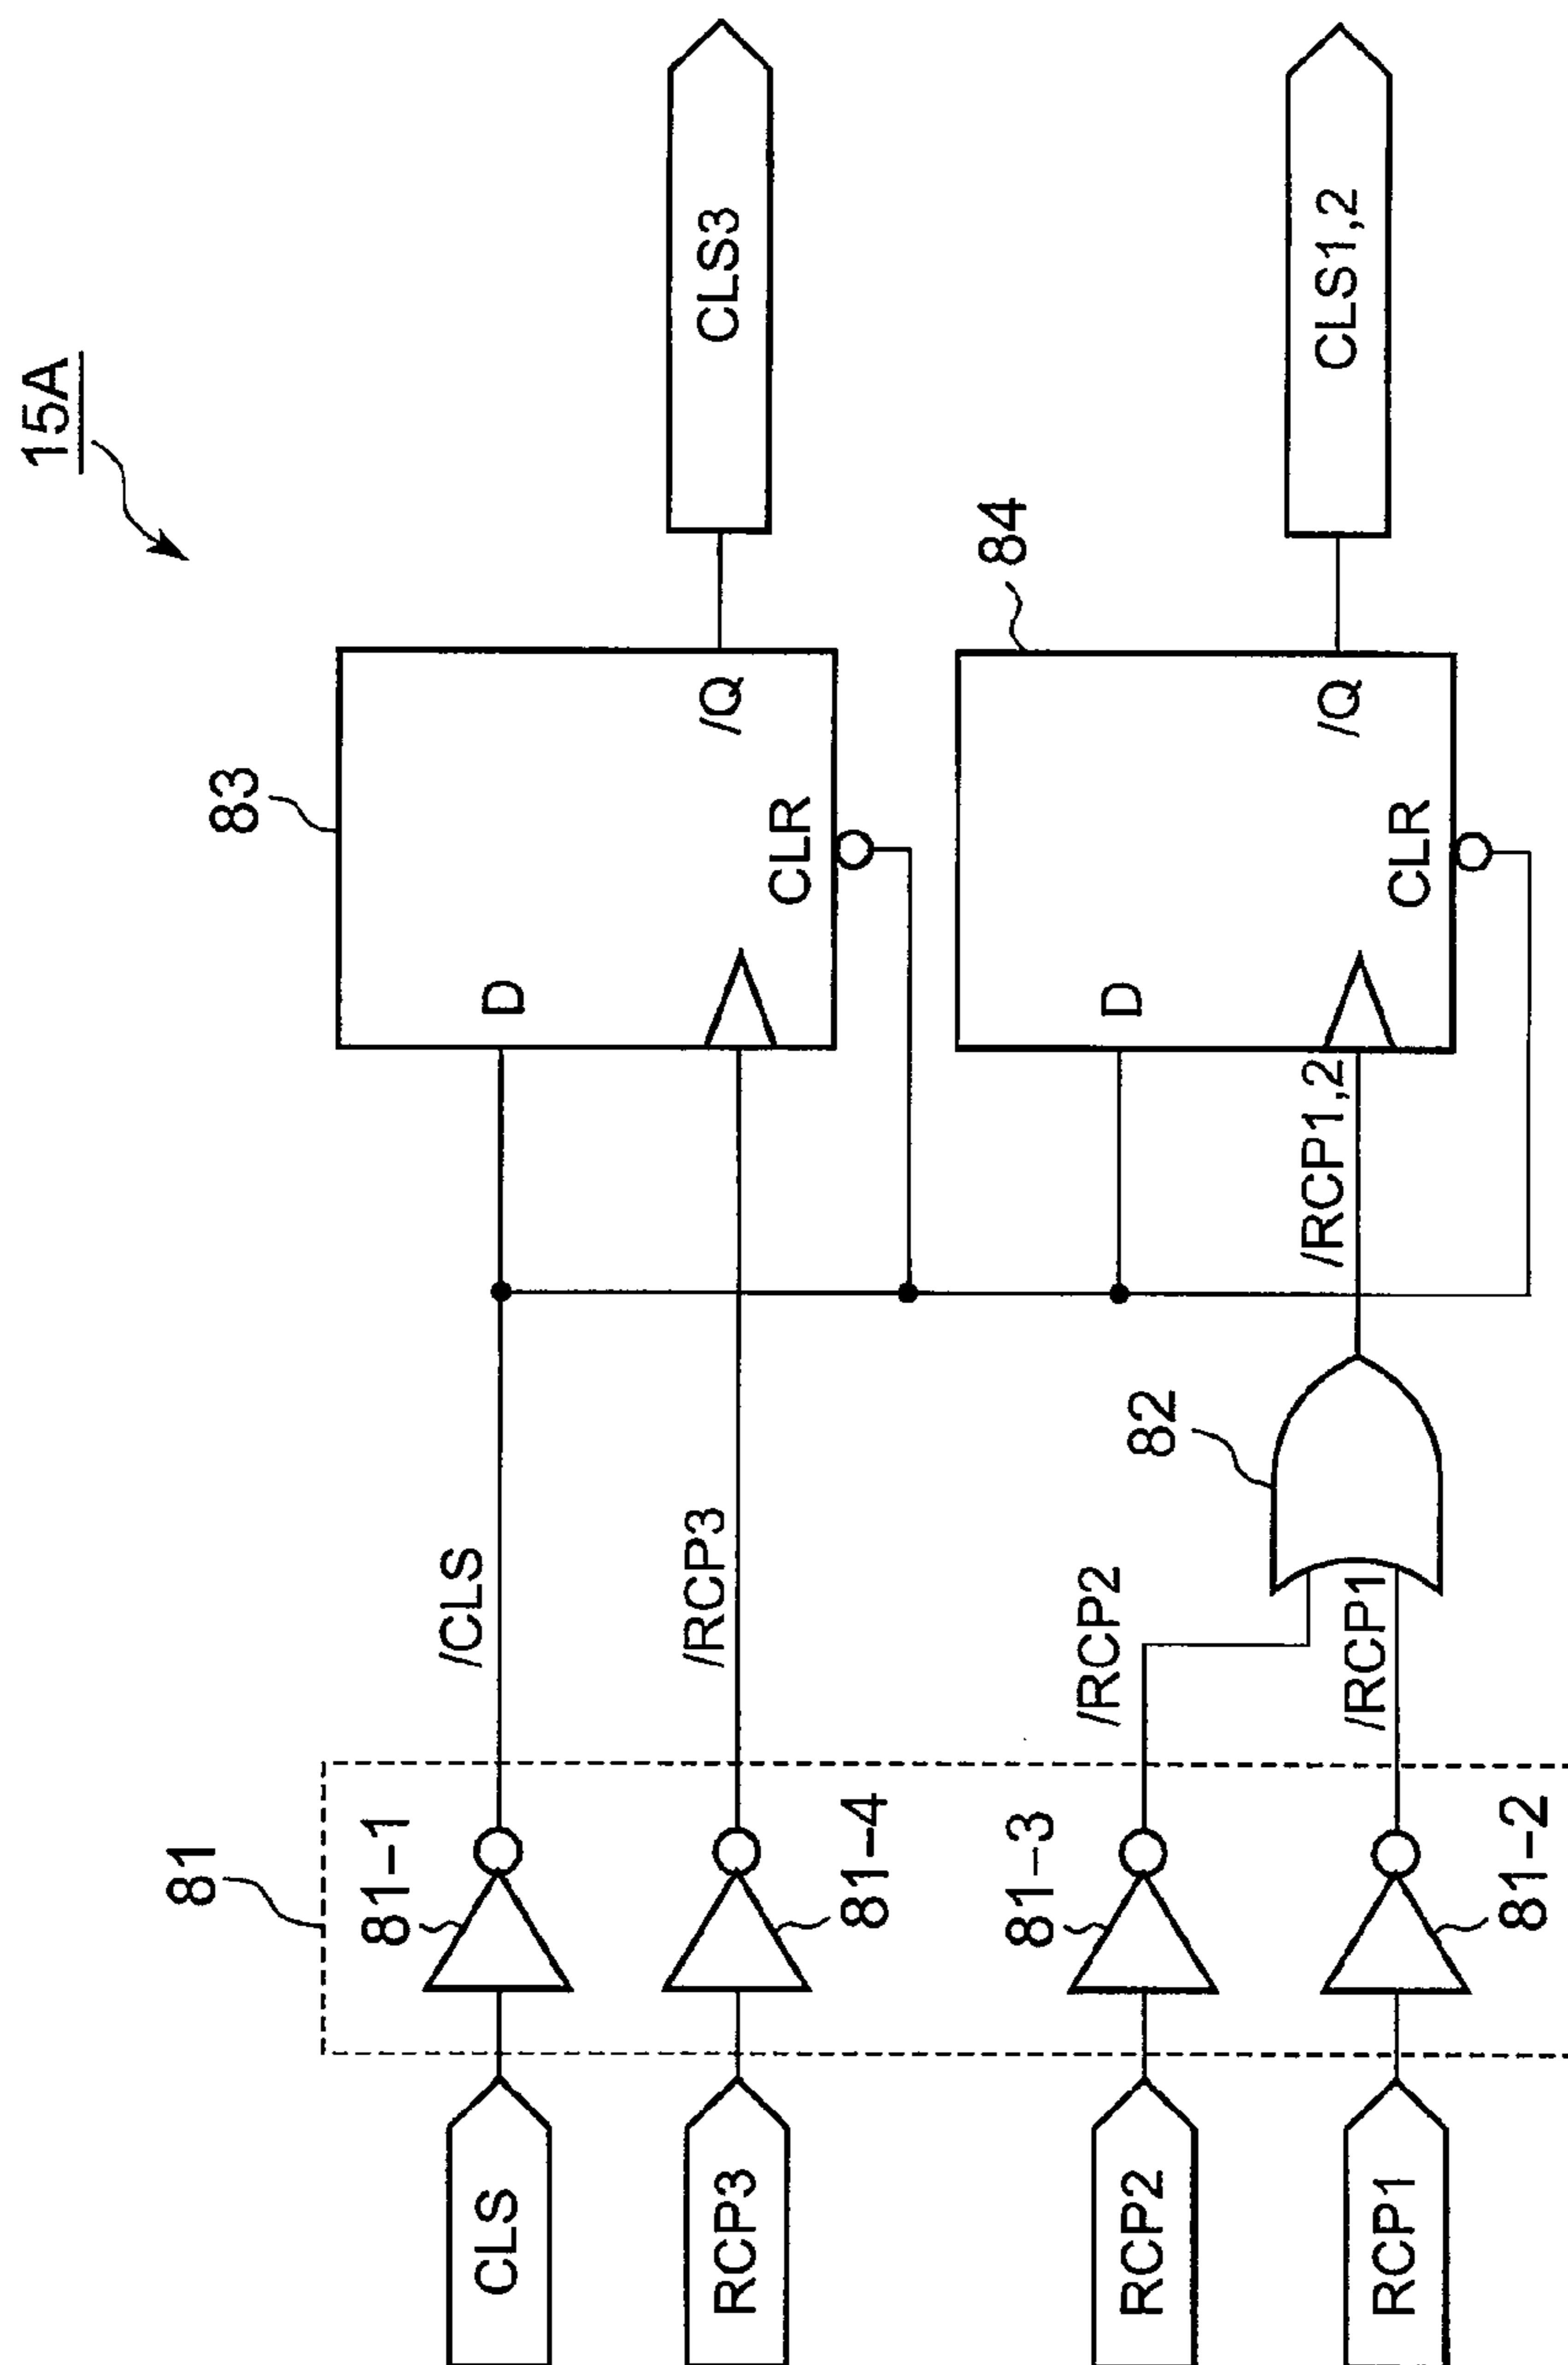 15A
81
83
81-1
CLS
/CLS
D
/Q
CLR
CLS3
RCP3
81-4
/RCP3
84
81-3
RCP2
/RCP2
82
D
/Q
CLR
CLS1,2
/RCP1,2
RCP1
/RCP1
81-2